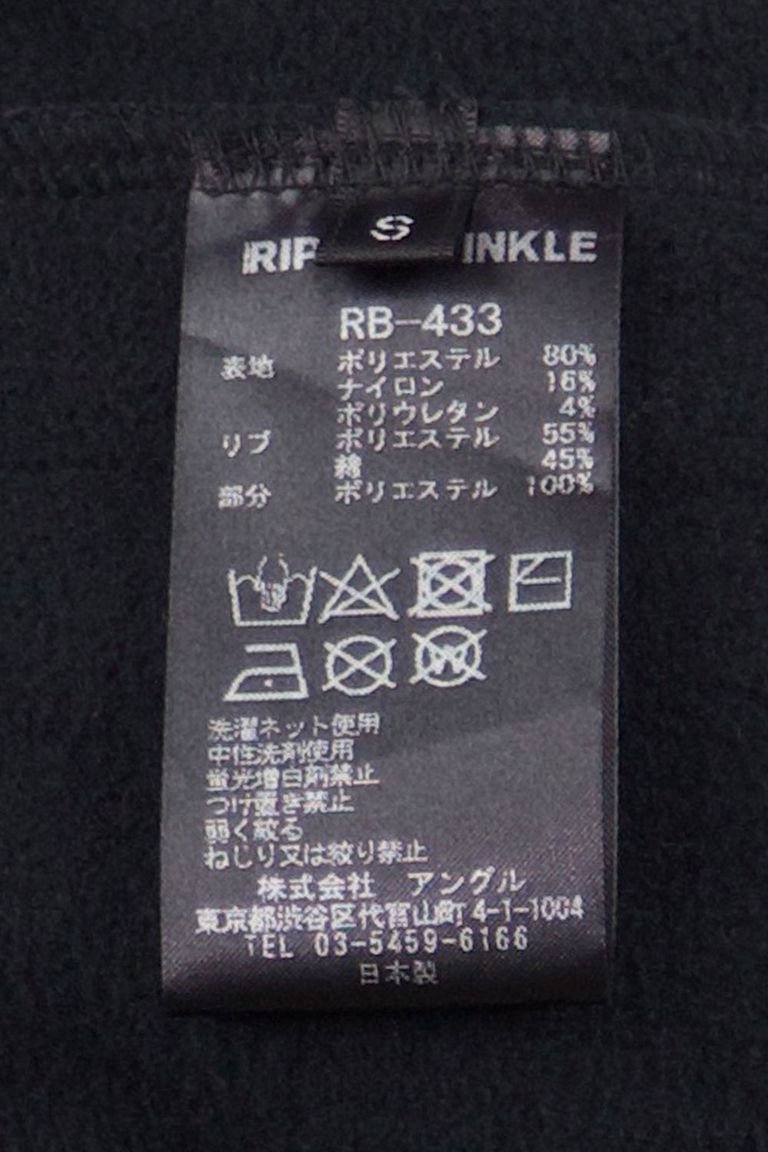 S
RIP INKLE
RB-433
表地 ポリエステル 80%
ナイロン 16%
ポリウレタン 4%
リブ ポリエステル 55%
綿 45%
部分 ポリエステル 100%
W
洗濯ネット使用
中性洗剤使用
蛍光増白剤禁止
つけ置き禁止
弱く絞る
ねじり又は絞り禁止
株式会社 アングル
東京都渋谷区代官山町4-1-1004
TEL 03-5459-6166
日本製